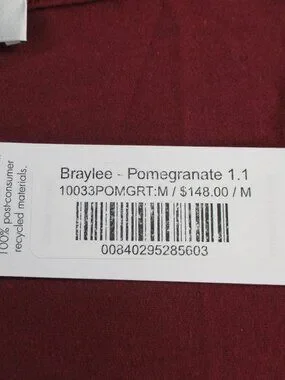 Braylee - Pomegranate 1.1
10033POMGRT:M / $148.00 / M
00840295285603
100% post-consumer
recycled materials.